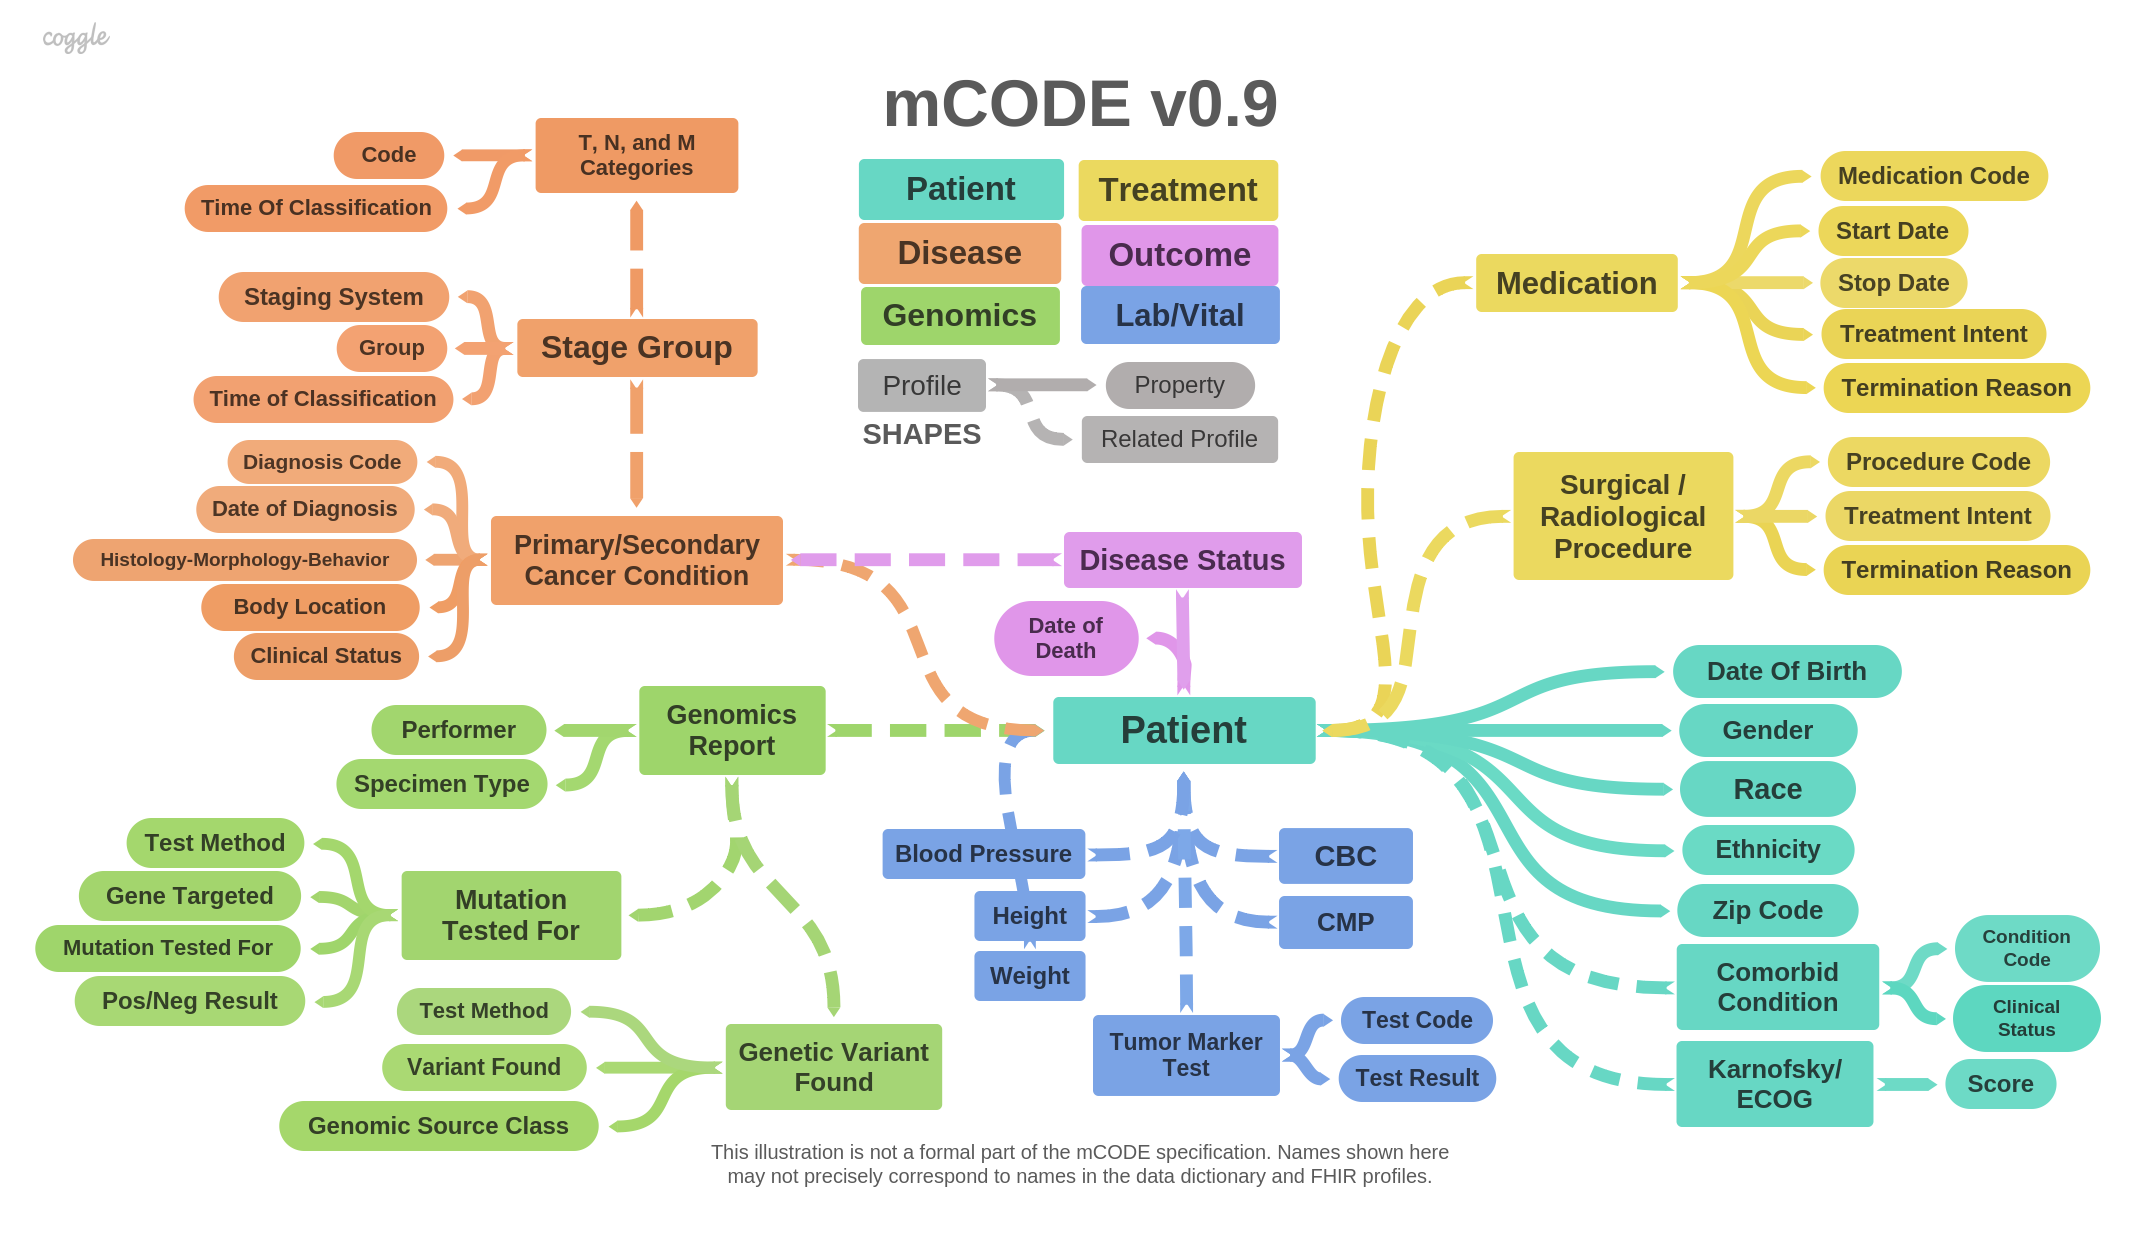 coggle
mCODE v0.9
Patient
Treatment
Disease
Outcome
Genomics
Lab/Vital
Profile
Property
SHAPES
Related Profile
Code
Time Of Classification
T, N, and M
Categories
Staging System
Group
Time of Classification
Stage Group
Diagnosis Code
Date of Diagnosis
Histology-Morphology-Behavior
Body Location
Clinical Status
Primary/Secondary
Cancer Condition
Disease Status
Date of
Death
Patient
Performer
Specimen Type
Genomics
Report
Test Method
Gene Targeted
Mutation Tested For
Pos/Neg Result
Mutation
Tested For
Test Method
Variant Found
Genomic Source Class
Genetic Variant
Found
Blood Pressure
Height
Weight
CBC
CMP
Tumor Marker
Test
Test Code
Test Result
Medication
Medication Code
Start Date
Stop Date
Treatment Intent
Termination Reason
Surgical /
Radiological
Procedure
Procedure Code
Treatment Intent
Termination Reason
Date Of Birth
Gender
Race
Ethnicity
Zip Code
Comorbid
Condition
Condition
Code
Clinical
Status
Karnofsky/
ECOG
Score
This illustration is not a formal part of the mCODE specification. Names shown here
may not precisely correspond to names in the data dictionary and FHIR profiles.